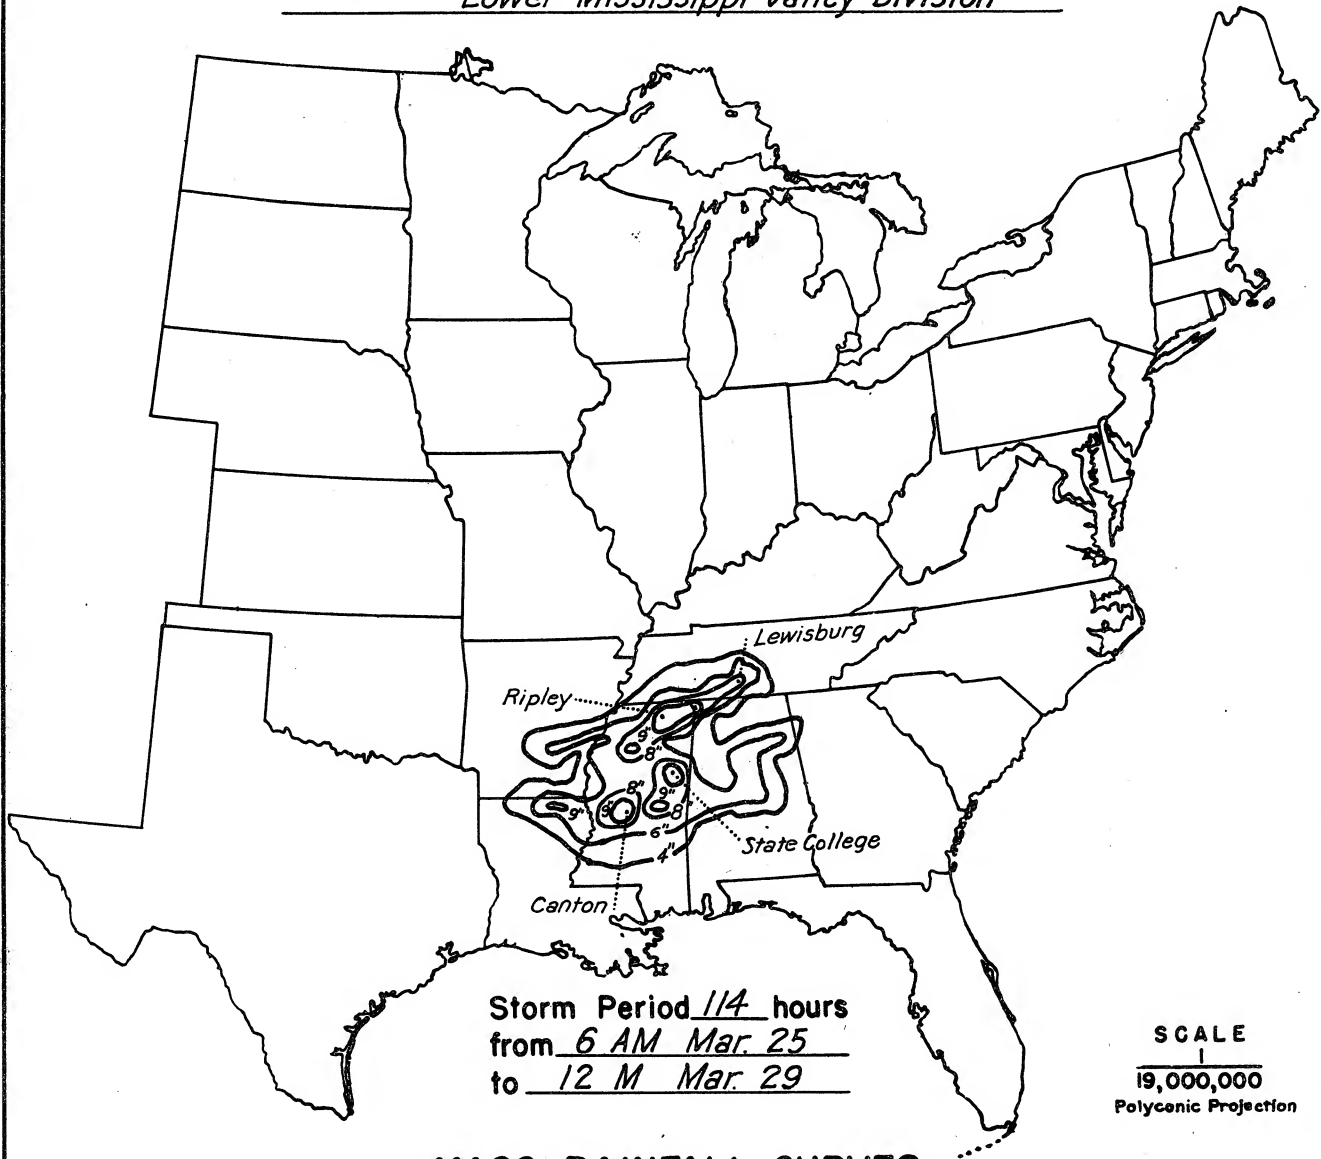 Lower Mississippi Valley Division
Lewisburg
Ripley
9"
8"
8"
9"
9"
9"
8"
6"
4"
State College
Canton
Storm Period 114 hours
from 6 AM Mar. 25
to 12 M Mar. 29
SCALE
1
19,000,000
Polyconic Projection
MASS RAINFALL CURVES